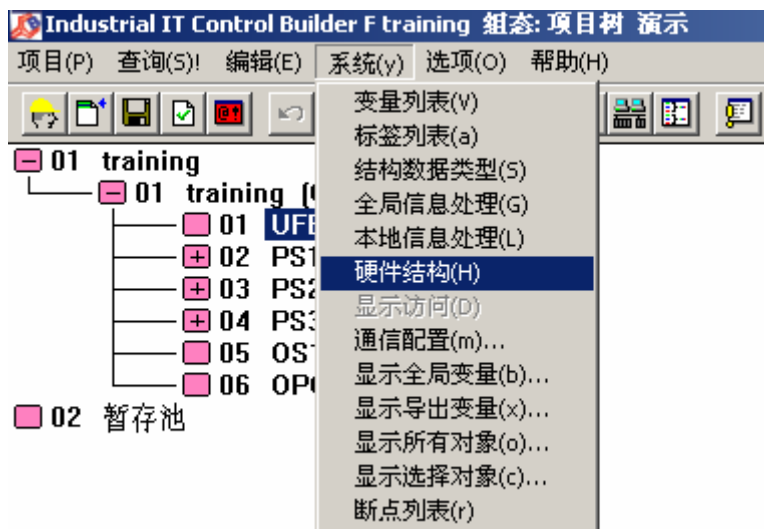 Industrial IT Control Builder F training 组态: 项目树 演示
项目(P) 查询(S)! 编辑(E) 系统(y) 选项(O) 帮助(H)
变量列表(V)
标签列表(a)
结构数据类型(S)
全局信息处理(G)
本地信息处理(L)
硬件结构(H)
显示访问(D)
通信配置(m)...
显示全局变量(b)...
显示导出变量(x)...
显示所有对象(o)...
显示选择对象(c)...
断点列表(r)
01 training
01 training
01
02 PS1
03 PS2
04 PS3
05
06
02 暂存池